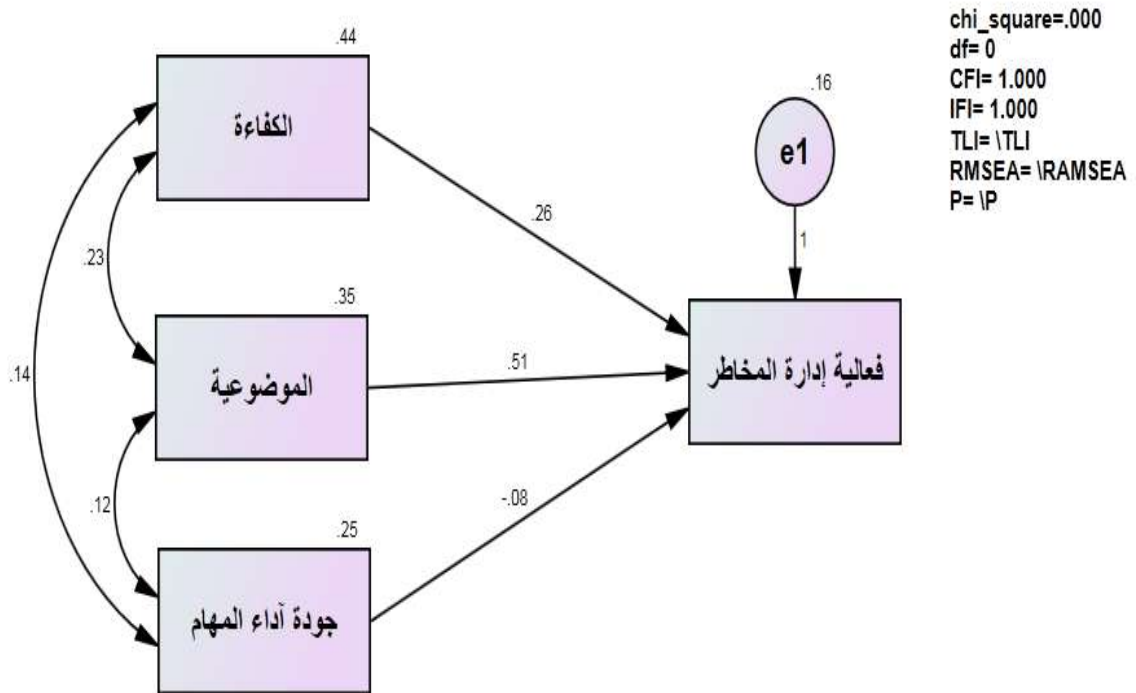 chi_square=.000
df= 0
CFI= 1.000
IFI= 1.000
TLI= \TLI
RMSEA= \RAMSEA
P= \P
.44
الكفاءة
.16
e1
1
.26
.23
.35
الموضوعية
.51
فعالية إدارة المخاطر
.14
.12
-.08
.25
جودة آداء المهام